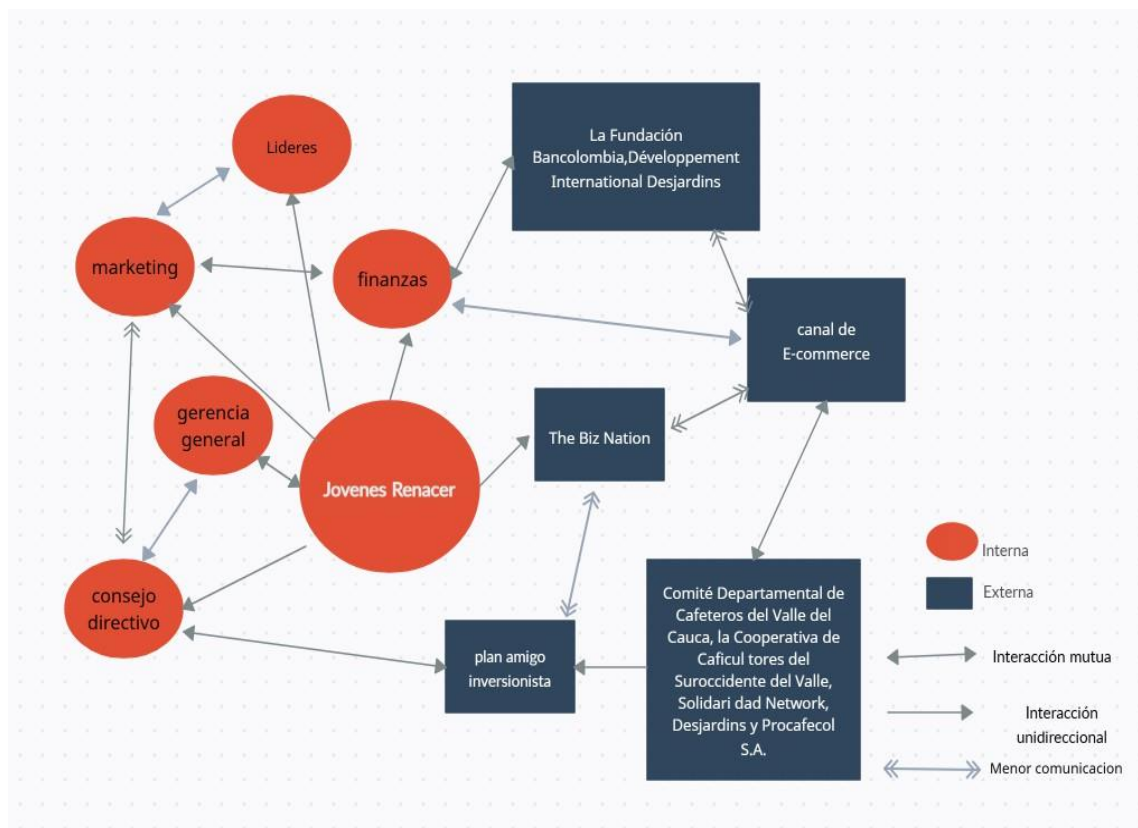 Lideres
La Fundación
Bancolombia,Développement
International Desjardins
marketing
finanzas
canal de
E-commerce
gerencia
general
The Biz Nation
Jovenes Renacer
Interna
Externa
consejo
directivo
plan amigo
inversionista
Comité Departamental de
Cafeteros del Valle del
Cauca, la Cooperativa de
Caficul tores del
Suroccidente del Valle,
Solidari dad Network,
Desjardins y Procafecol
S.A.
Interacción mutua
Interacción
unidireccional
Menor comunicacion